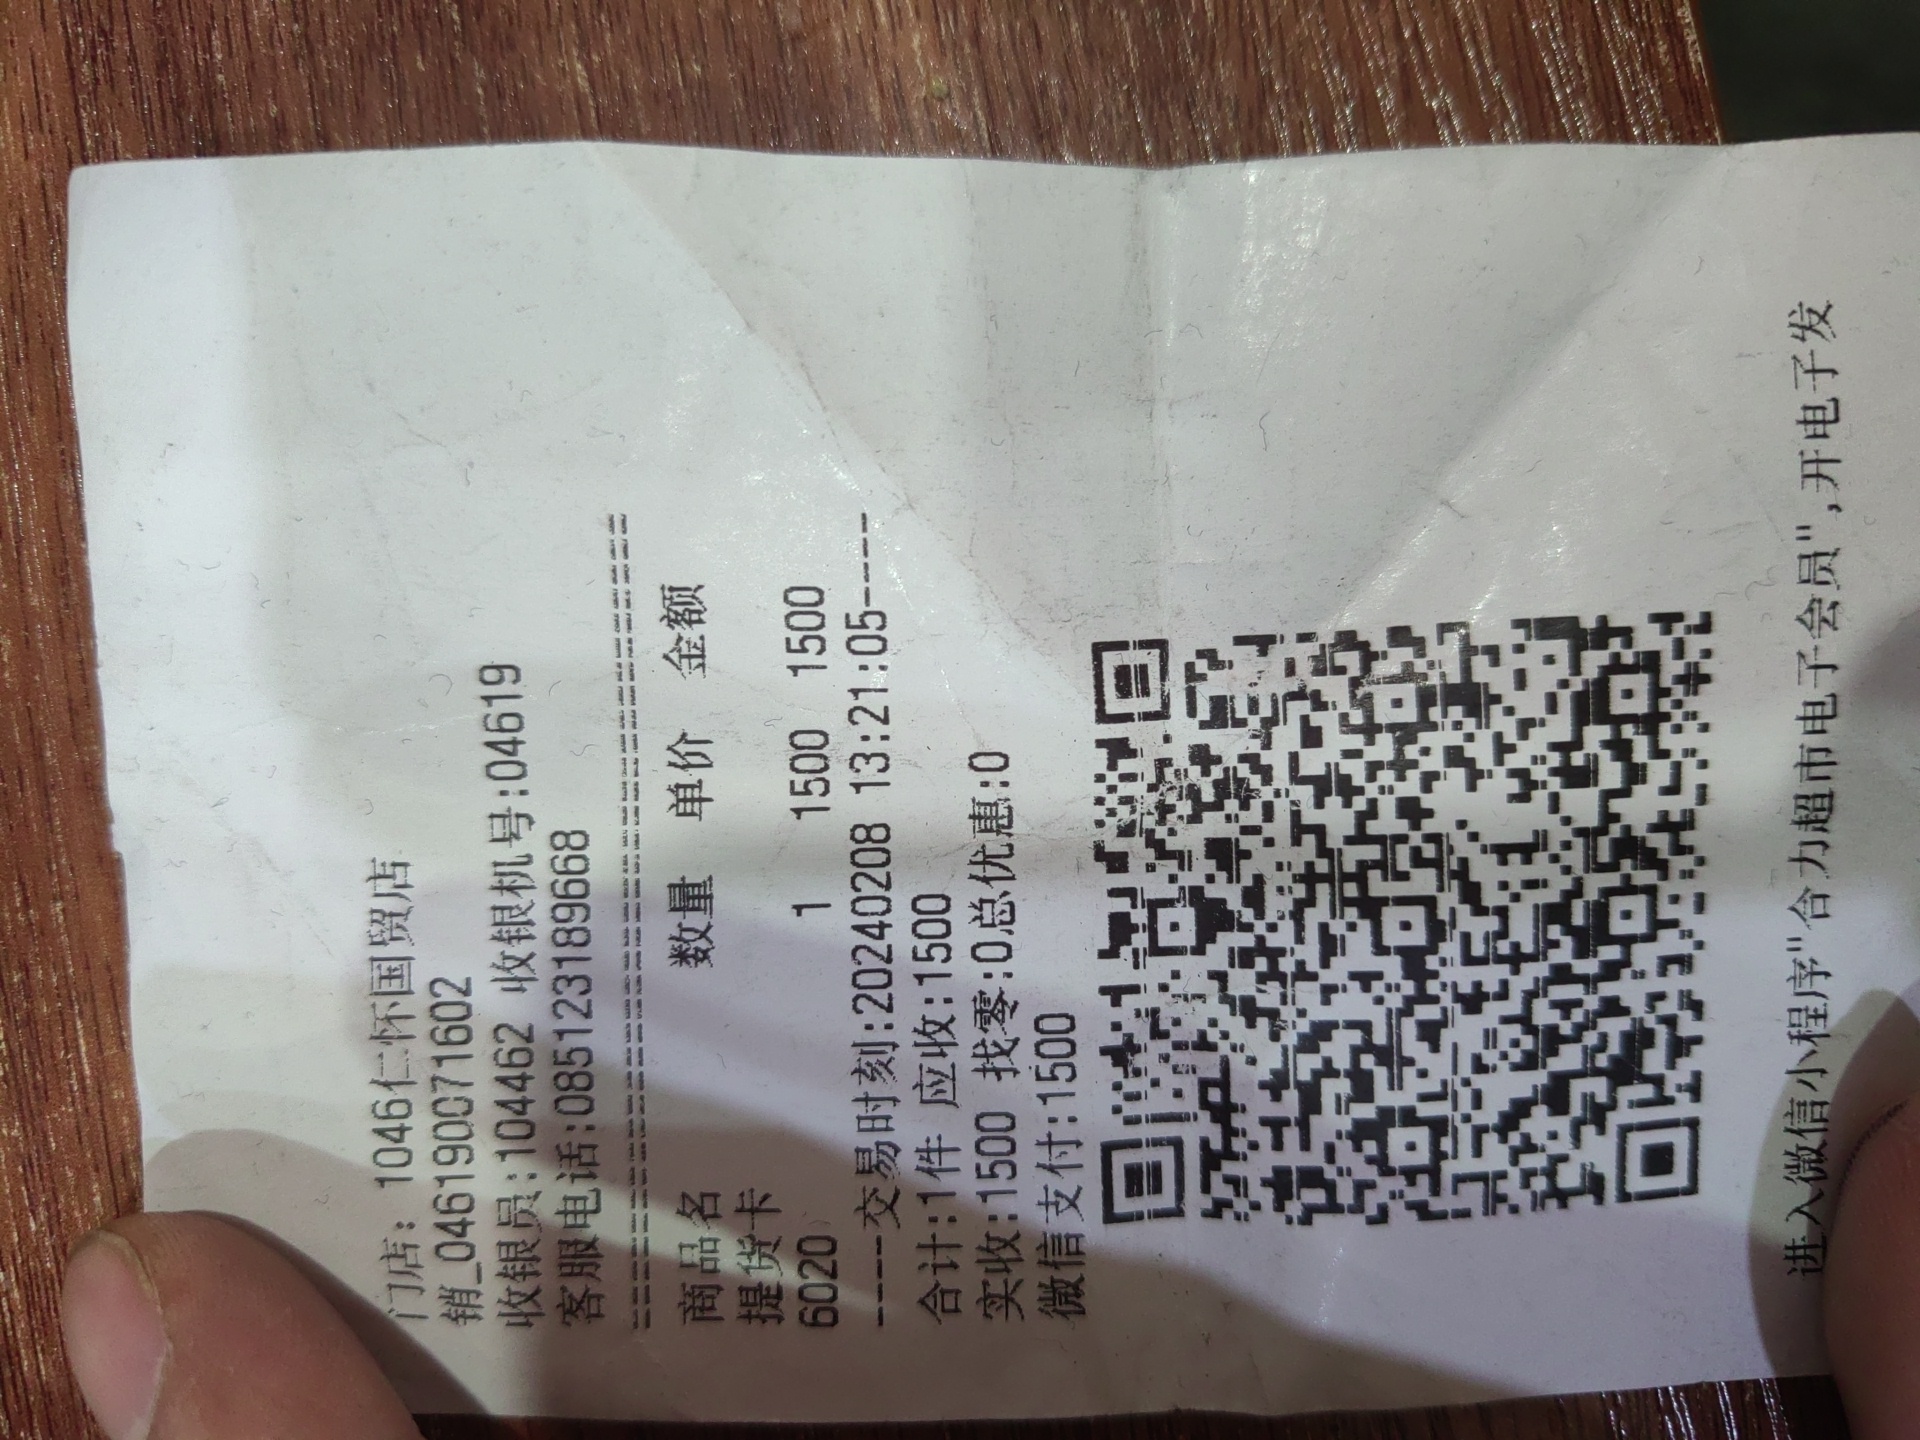 门店: 1046仁怀国贸店
销_0461900716​02
收银员:104462 收银机号:04619
客服电话:085123189668
================================
商品名 数量 单价 金额
提货卡
6020 1 1500 1500
----交易时刻:20240208 13:21:05----
合计:1件 应收:1500
实收:1500 找零:0总优惠:0
微信支付:1500
进入微信小程序"合力超市电子会员",开电子发